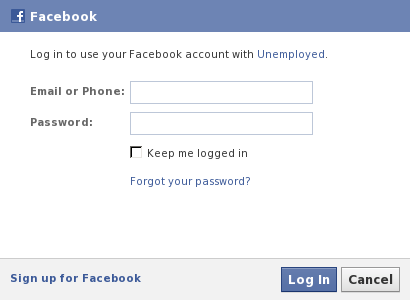 Facebook
Log in to use your Facebook account with Unemployed.
Email or Phone:
Password:
Keep me logged in
Forgot your password?
Sign up for Facebook
Log In
Cancel